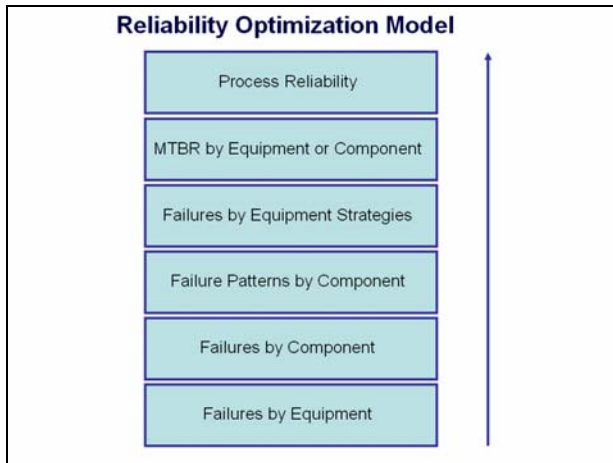 Reliability Optimization Model
Process Reliability
MTBR by Equipment or Component
Failures by Equipment Strategies
Failure Patterns by Component
Failures by Component
Failures by Equipment